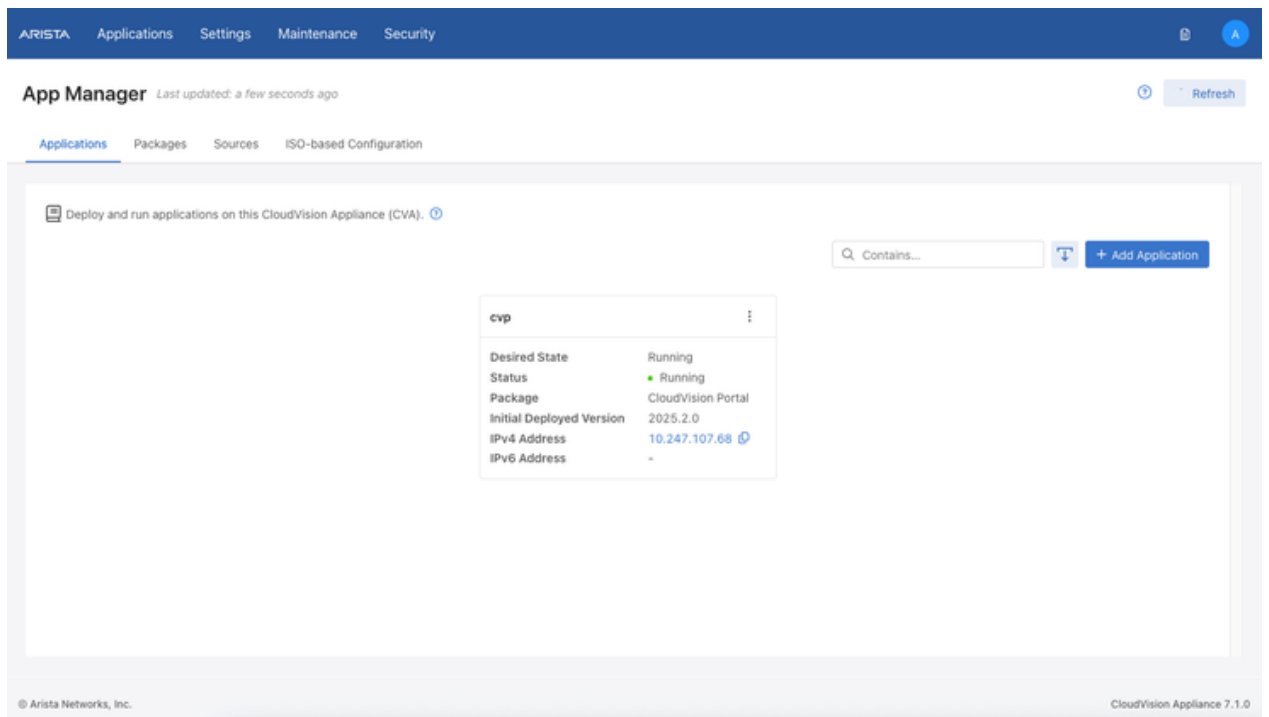 ARISTA Applications Settings Maintenance Security A
App Manager Last updated: a few seconds ago Refresh
Applications Packages Sources ISO-based Configuration
Deploy and run applications on this CloudVision Appliance (CVA).
Contains... + Add Application
cvp
Desired State Running
Status Running
Package CloudVision Portal
Initial Deployed Version 2025.2.0
IPv4 Address 10.247.107.68
IPv6 Address -
© Arista Networks, Inc. CloudVision Appliance 7.1.0